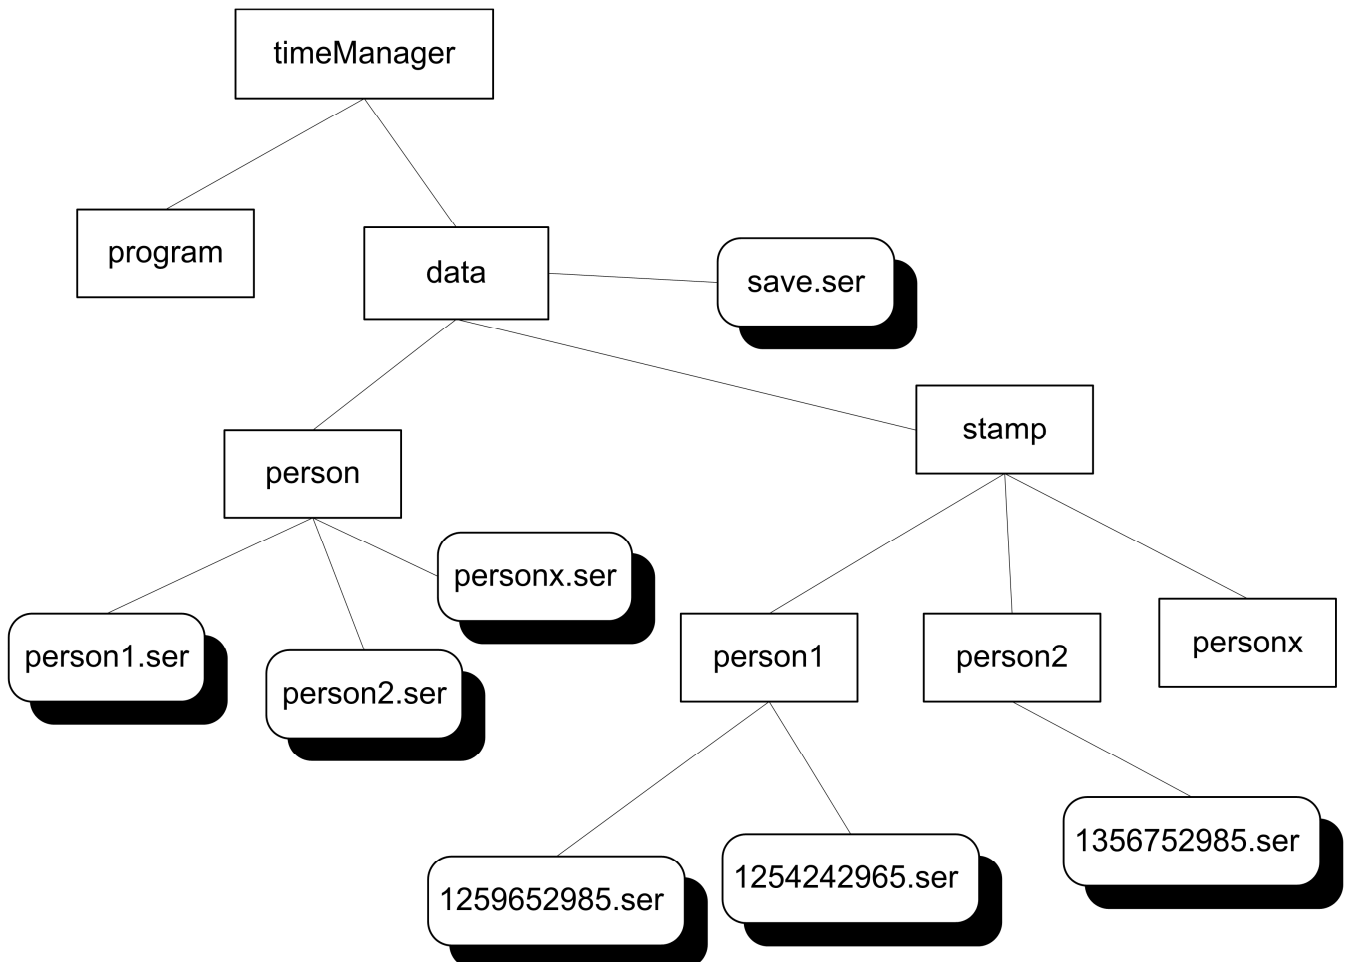 timeManager
program
data
save.ser
person
stamp
personx.ser
person1.ser
person2.ser
person1
person2
personx
1259652985.ser
1254242965.ser
1356752985.ser